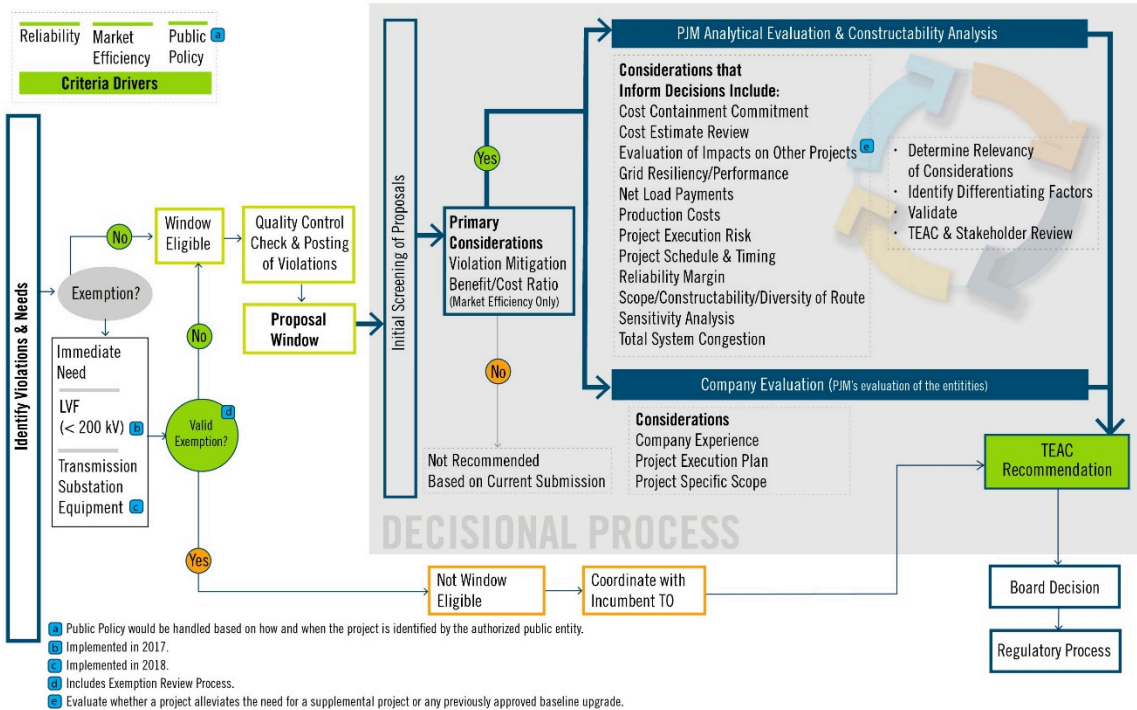 Reliability
Market
Efficiency
Public
Policy
a
Criteria Drivers
Identify Violations & Needs
Exemption?
No
Immediate
Need
LVF
(< 200 kV)
b
Transmission
Substation
Equipment
c
Valid
Exemption?
d
No
Yes
Window
Eligible
Quality Control
Check & Posting
of Violations
Proposal
Window
Initial Screening of Proposals
Primary
Considerations
Violation Mitigation
Benefit/Cost Ratio
(Market Efficiency Only)
Yes
No
Not Recommended
Based on Current Submission
PJM Analytical Evaluation & Constructability Analysis
Considerations that
Inform Decisions Include:
Cost Containment Commitment
Cost Estimate Review
Evaluation of Impacts on Other Projects
e
Grid Resiliency/Performance
Net Load Payments
Production Costs
Project Execution Risk
Project Schedule & Timing
Reliability Margin
Scope/Constructability/Diversity of Route
Sensitivity Analysis
Total System Congestion
· Determine Relevancy
of Considerations
· Identify Differentiating Factors
· Validate
· TEAC & Stakeholder Review
Company Evaluation (PJM's evaluation of the entitities)
Considerations
Company Experience
Project Execution Plan
Project Specific Scope
TEAC
Recommendation
DECISIONAL PROCESS
Not Window
Eligible
Coordinate with
Incumbent TO
Board Decision
Regulatory Process
a Public Policy would be handled based on how and when the project is identified by the authorized public entity.
b Implemented in 2017.
c Implemented in 2018.
d Includes Exemption Review Process.
e Evaluate whether a project alleviates the need for a supplemental project or any previously approved baseline upgrade.